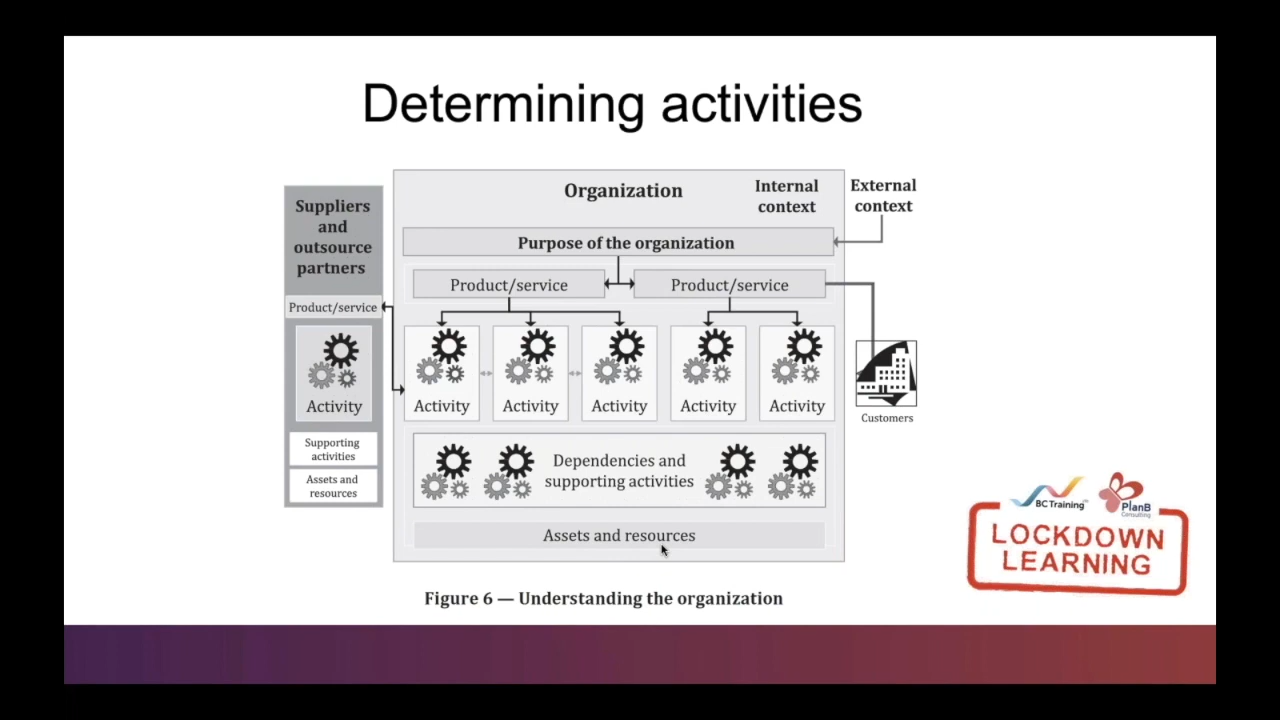 Determining activities
Suppliers
and
outsource
partners
Product/service
Activity
Supporting
activities
Assets and
resources
Organization
Internal
context
External
context
Purpose of the organization
Product/service
Product/service
Activity
Activity
Activity
Activity
Activity
Customers
Dependencies and
supporting activities
Assets and resources
Figure 6 — Understanding the organization
BC Training
PlanB
Consulting
LOCKDOWN
LEARNING